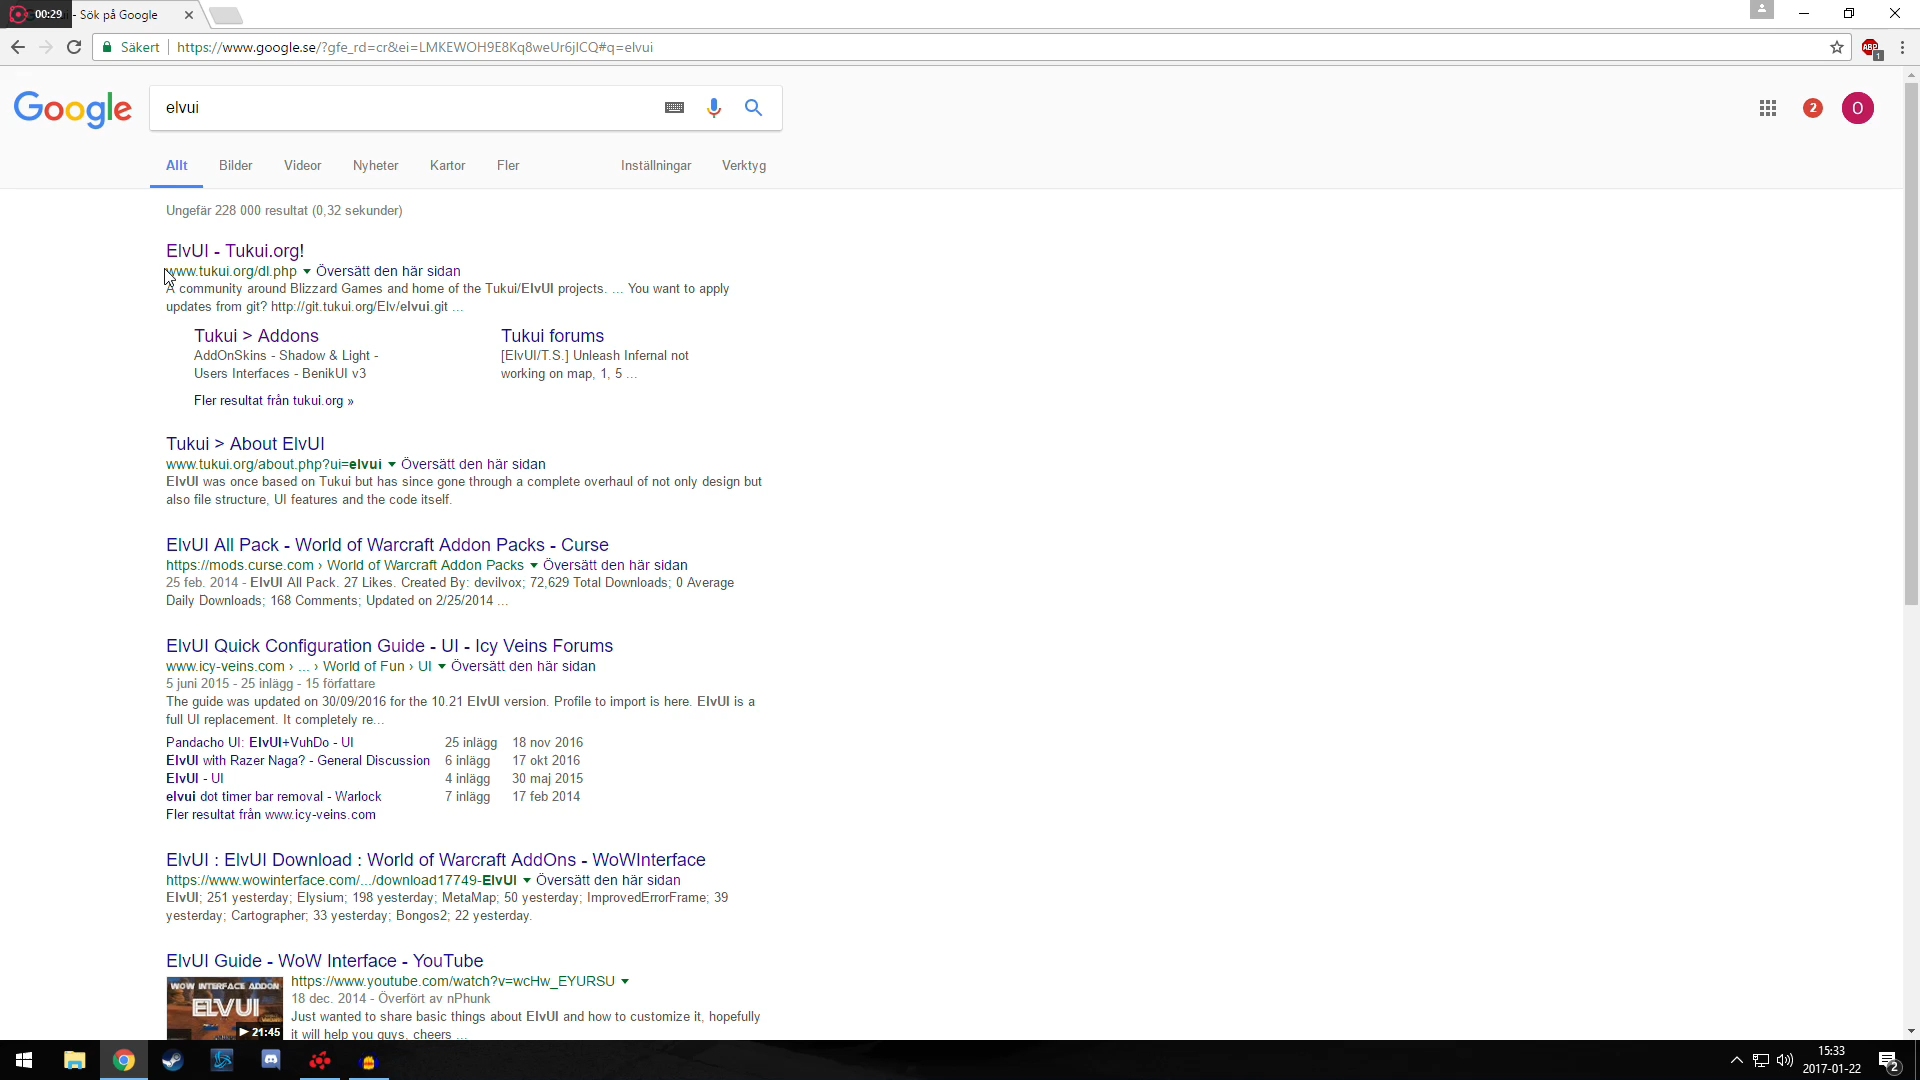 00:29
- Sök på Google
Säkert
https://www.google.se/?gfe_rd=cr&ei=LMKEWOH9E8Kq8weUr6jICQ#q=elvui
ABP
1
Google
elvui
2
O
Allt
Bilder
Videor
Nyheter
Kartor
Fler
Inställningar
Verktyg
Ungefär 228 000 resultat (0,32 sekunder)
ElvUI - Tukui.org!
www.tukui.org/dl.php Översätt den här sidan
A community around Blizzard Games and home of the Tukui/ElvUI projects. ... You want to apply
updates from git? http://git.tukui.org/Elv/elvui.git ...
Tukui > Addons
AddOnSkins - Shadow & Light -
Users Interfaces - BenikUI v3
Tukui forums
[ElvUI/T.S.] Unleash Infernal not
working on map, 1, 5 ...
Fler resultat från tukui.org »
Tukui > About ElvUI
www.tukui.org/about.php?ui=elvui Översätt den här sidan
ElvUI was once based on Tukui but has since gone through a complete overhaul of not only design but
also file structure, UI features and the code itself.
ElvUI All Pack - World of Warcraft Addon Packs - Curse
https://mods.curse.com › World of Warcraft Addon Packs Översätt den här sidan
25 feb. 2014 - ElvUI All Pack. 27 Likes. Created By: devilvox; 72,629 Total Downloads; 0 Average
Daily Downloads; 168 Comments; Updated on 2/25/2014 ...
ElvUI Quick Configuration Guide - UI - Icy Veins Forums
www.icy-veins.com › ... › World of Fun › UI Översätt den här sidan
5 juni 2015 - 25 inlägg - 15 författare
The guide was updated on 30/09/2016 for the 10.21 ElvUI version. Profile to import is here. ElvUI is a
full UI replacement. It completely re...
Pandacho UI: ElvUI+VuhDo - UI 25 inlägg 18 nov 2016
ElvUI with Razer Naga? - General Discussion 6 inlägg 17 okt 2016
ElvUI - UI 4 inlägg 30 maj 2015
elvui dot timer bar removal - Warlock 7 inlägg 17 feb 2014
Fler resultat från www.icy-veins.com
ElvUI : ElvUI Download : World of Warcraft AddOns - WoWInterface
https://www.wowinterface.com/.../download17749-ElvUI Översätt den här sidan
ElvUI; 251 yesterday; Elysium; 198 yesterday; MetaMap; 50 yesterday; ImprovedErrorFrame; 39
yesterday; Cartographer; 33 yesterday; Bongos2; 22 yesterday.
ElvUI Guide - WoW Interface - YouTube
WOW INTERFACE ADDON
ELVUI
21:45
https://www.youtube.com/watch?v=wcHw_EYURSU
18 dec. 2014 - Överfört av nPhunk
Just wanted to share basic things about ElvUI and how to customize it, hopefully
it will help you guys, cheers ...
15:33
2017-01-22
2